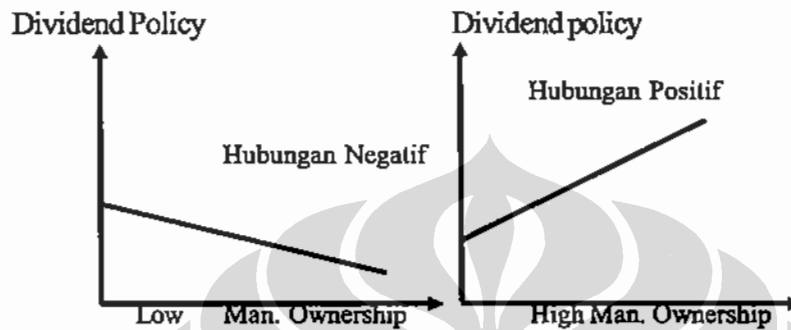 Dividend Policy
Hubungan Negatif
Low Man. Ownership
Dividend policy
Hubungan Positif
High Man. Ownership